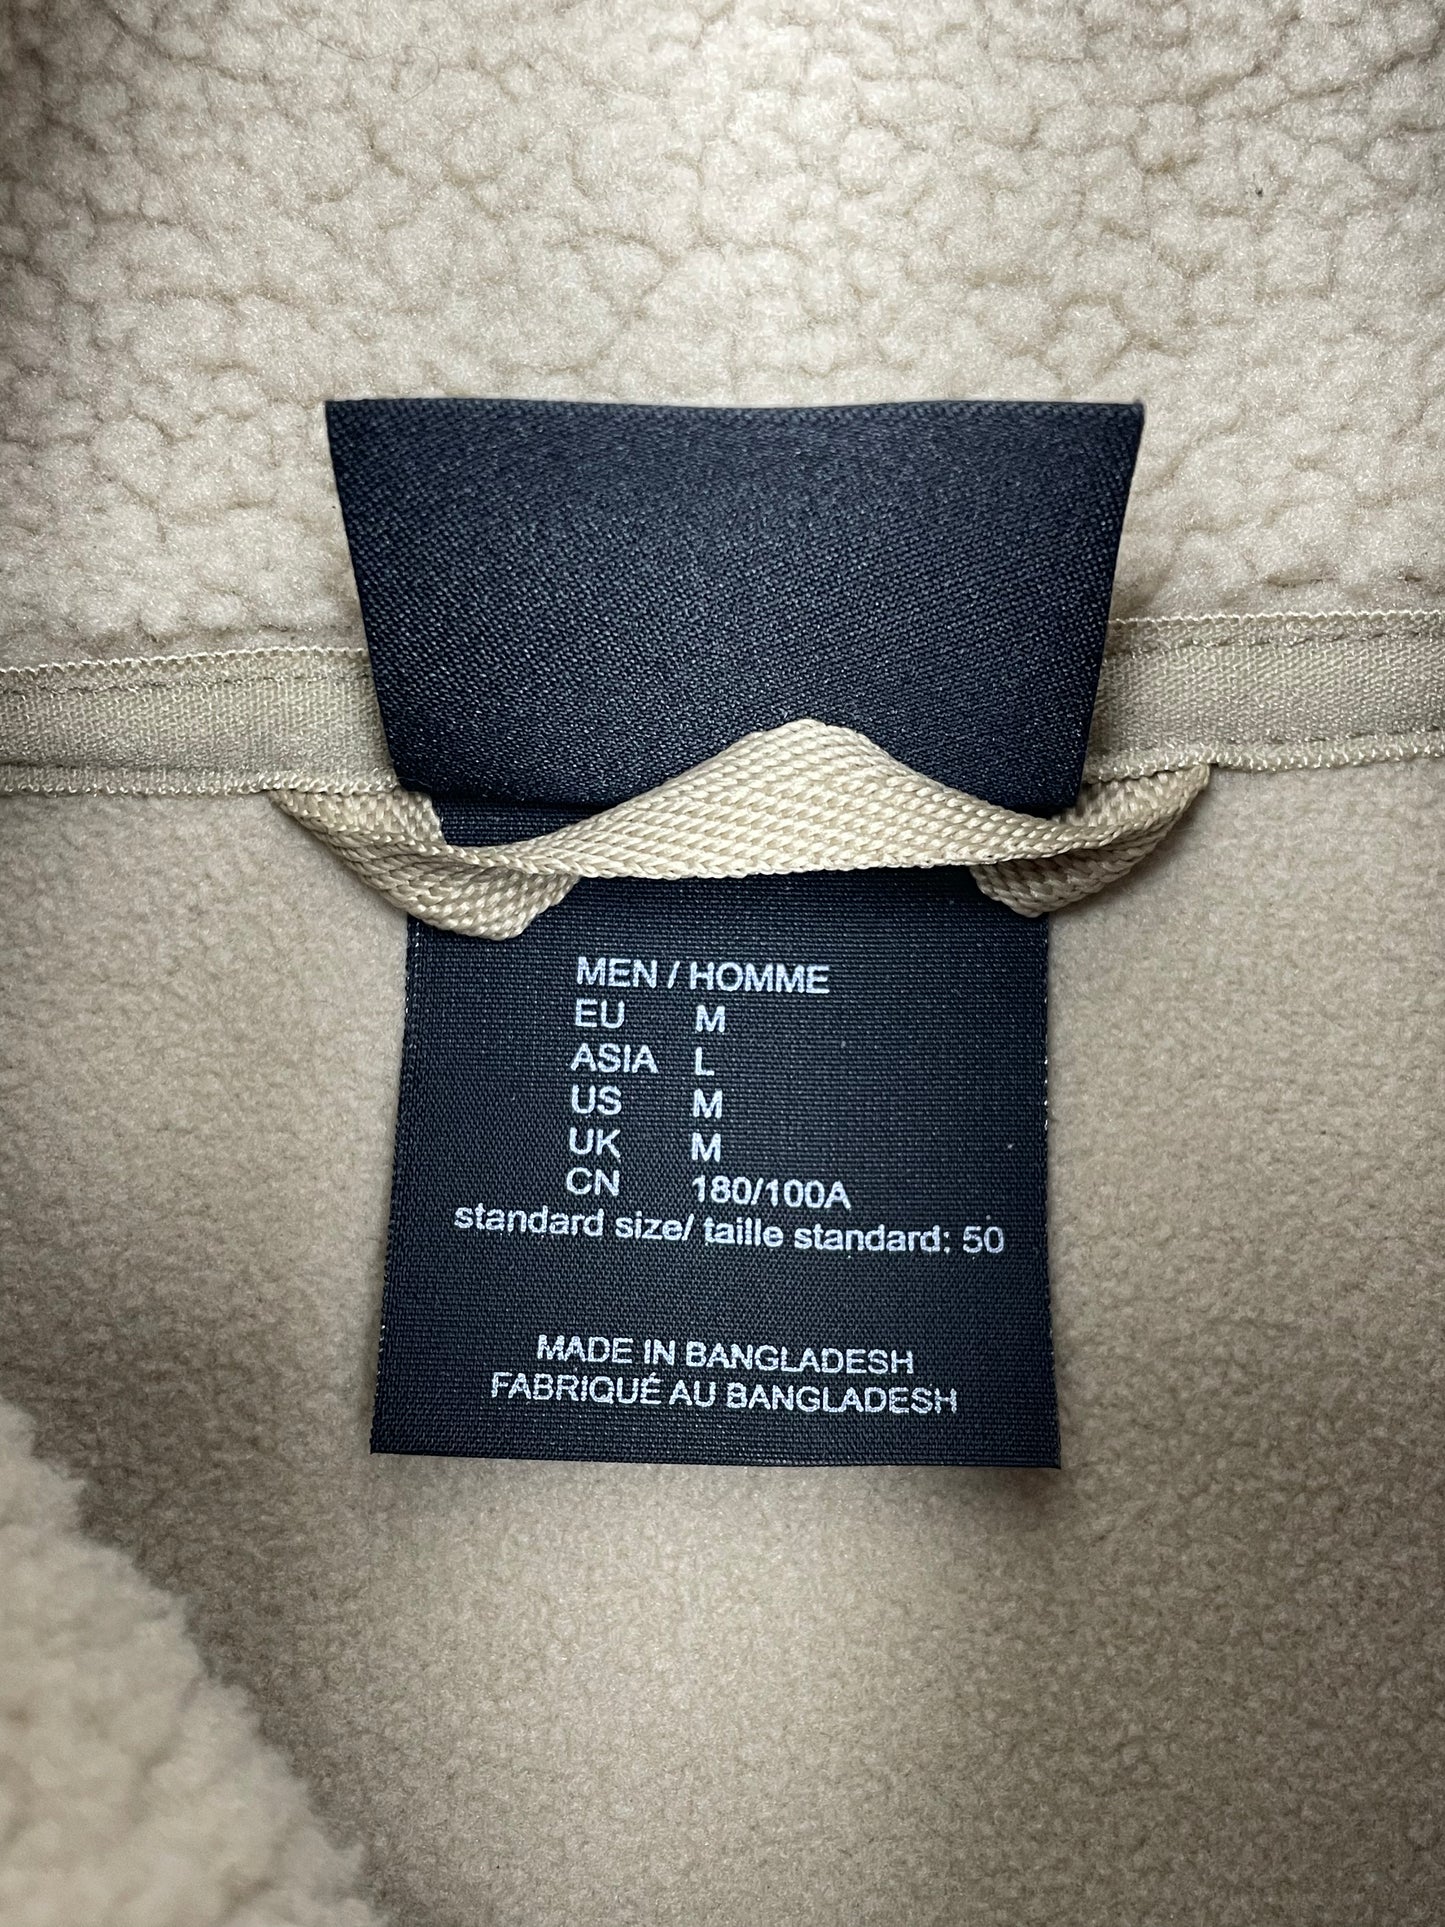 MEN / HOMME
EU M
ASIA L
US M
UK M
CN 180/100A
standard size/ taille standard: 50
MADE IN BANGLADESH
FABRIQUÉ AU BANGLADESH